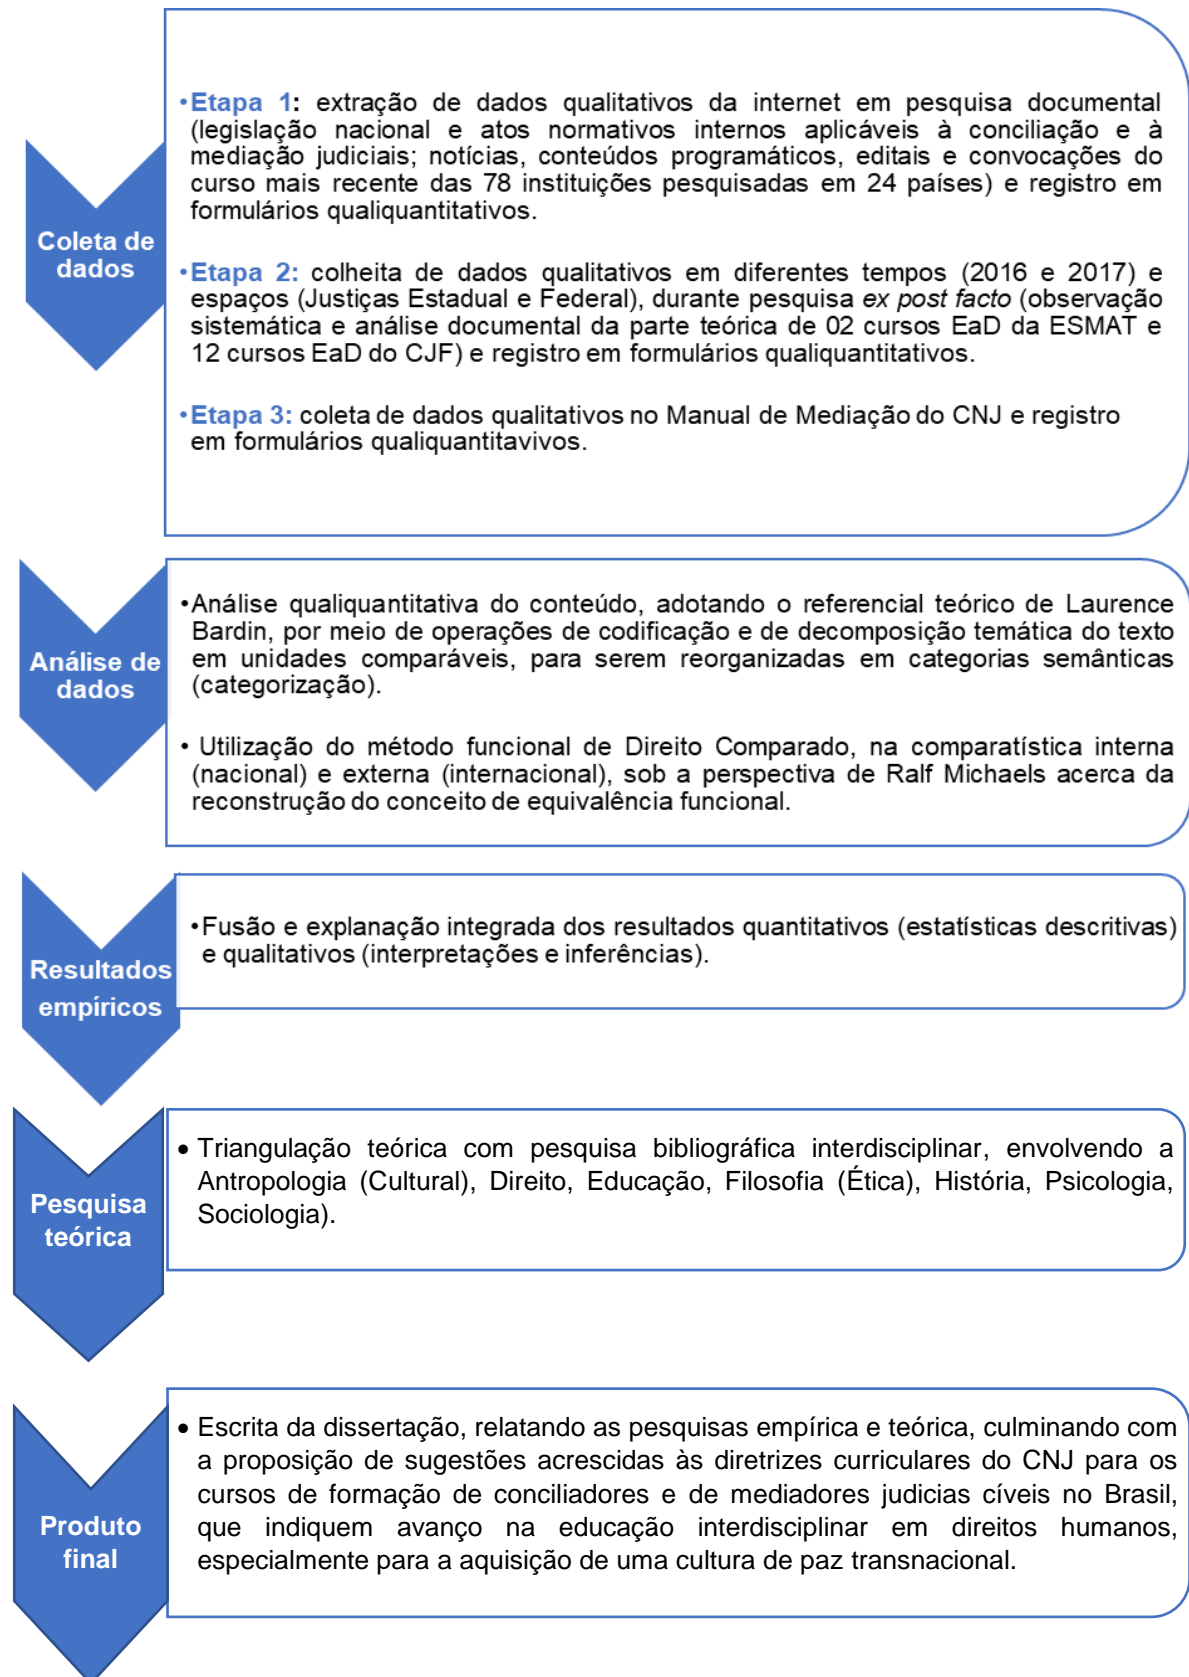 Coleta de
dados
•Etapa 1: extração de dados qualitativos da internet em pesquisa documental
(legislação nacional e atos normativos internos aplicáveis à conciliação e à
mediação judiciais; notícias, conteúdos programáticos, editais e convocações do
curso mais recente das 78 instituições pesquisadas em 24 países) e registro em
formulários qualiquantitativos.
•Etapa 2: colheita de dados qualitativos em diferentes tempos (2016 e 2017) e
espaços (Justiças Estadual e Federal), durante pesquisa ex post facto (observação
sistemática e análise documental da parte teórica de 02 cursos EaD da ESMAT e
12 cursos EaD do CJF) e registro em formulários qualiquantitativos.
•Etapa 3: coleta de dados qualitativos no Manual de Mediação do CNJ e registro
em formulários qualiquantitavivos.
Análise de
dados
•Análise qualiquantitativa do conteúdo, adotando o referencial teórico de Laurence
Bardin, por meio de operações de codificação e de decomposição temática do texto
em unidades comparáveis, para serem reorganizadas em categorias semânticas
(categorização).
• Utilização do método funcional de Direito Comparado, na comparatística interna
(nacional) e externa (internacional), sob a perspectiva de Ralf Michaels acerca da
reconstrução do conceito de equivalência funcional.
Resultados
empíricos
•Fusão e explanação integrada dos resultados quantitativos (estatísticas descritivas)
e qualitativos (interpretações e inferências).
Pesquisa
teórica
• Triangulação teórica com pesquisa bibliográfica interdisciplinar, envolvendo a
Antropologia (Cultural), Direito, Educação, Filosofia (Ética), História, Psicologia,
Sociologia).
Produto
final
• Escrita da dissertação, relatando as pesquisas empírica e teórica, culminando com
a proposição de sugestões acrescidas às diretrizes curriculares do CNJ para os
cursos de formação de conciliadores e de mediadores judicias cíveis no Brasil,
que indiquem avanço na educação interdisciplinar em direitos humanos,
especialmente para a aquisição de uma cultura de paz transnacional.